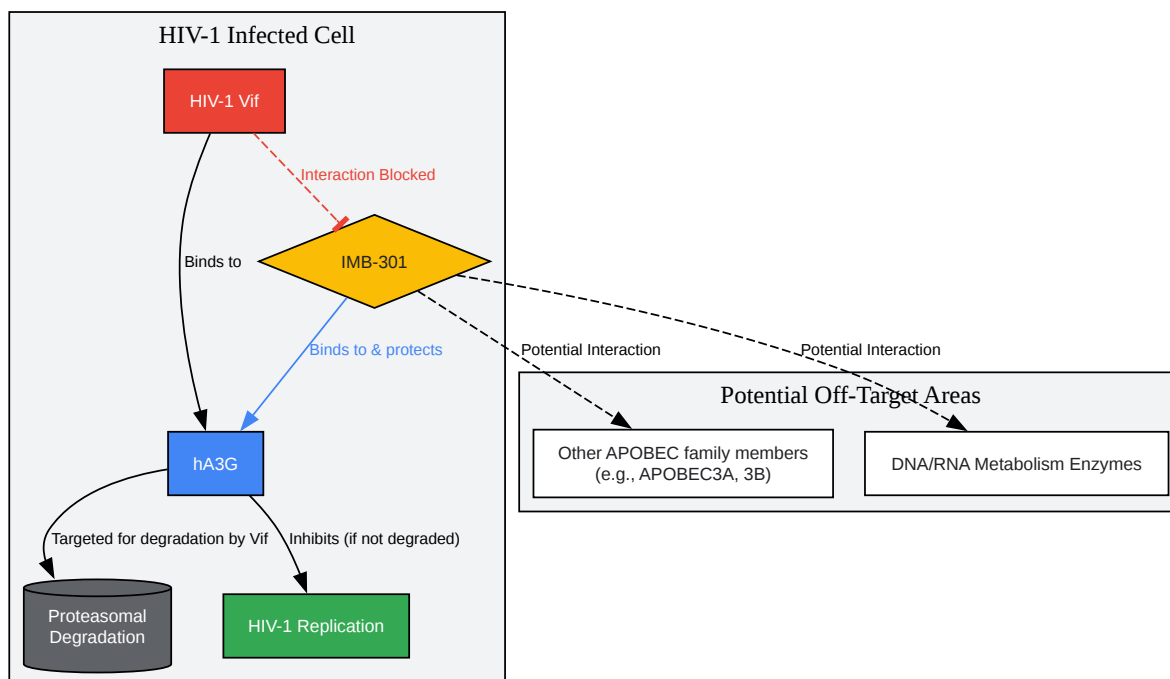 HIV-1 Infected Cell
HIV-1 Vif
Interaction Blocked
Binds to
IMB-301
Binds to & protects
Potential Interaction
Potential Interaction
Potential Off-Target Areas
hA3G
Other APOBEC family members
(e.g., APOBEC3A, 3B)
DNA/RNA Metabolism Enzymes
Targeted for degradation by Vif
Inhibits (if not degraded)
Proteasomal
Degradation
HIV-1 Replication